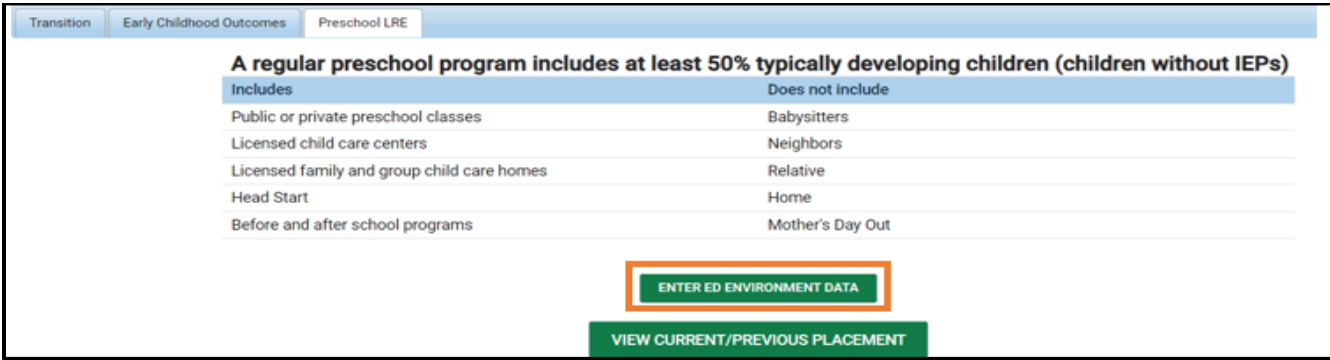 Transition Early Childhood Outcomes Preschool LRE
A regular preschool program includes at least 50% typically developing children (children without IEPs)
Includes Does not include
Public or private preschool classes Babysitters
Licensed child care centers Neighbors
Licensed family and group child care homes Relative
Head Start Home
Before and after school programs Mother's Day Out
ENTER ED ENVIRONMENT DATA
VIEW CURRENT/PREVIOUS PLACEMENT